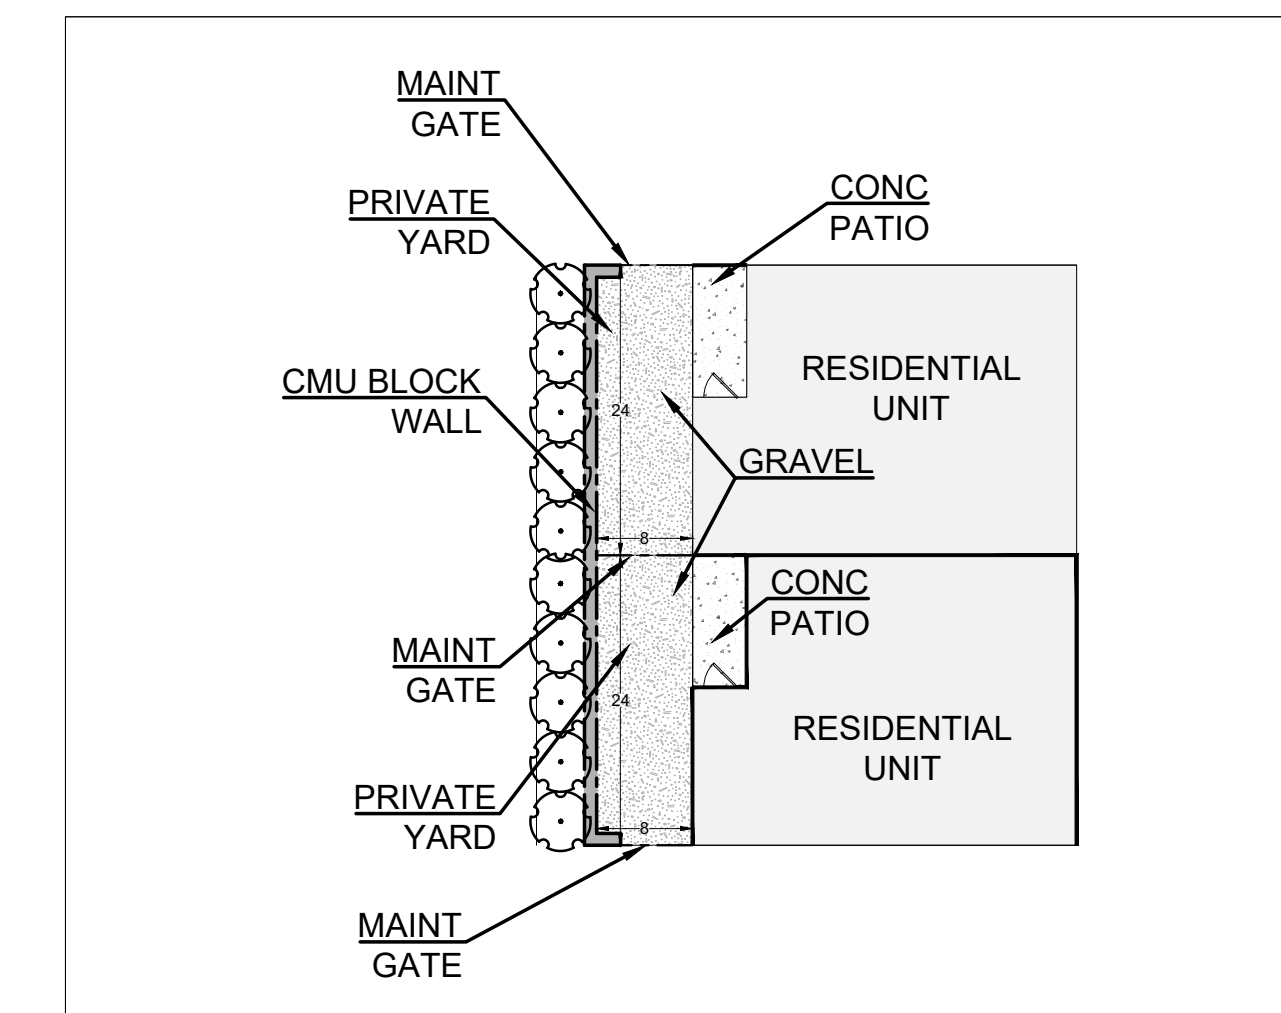 MAINT
GATE
PRIVATE
YARD
CONC
PATIO
CMU BLOCK
WALL
RESIDENTIAL
UNIT
24
GRAVEL
8
CONC
PATIO
MAINT
GATE
24
RESIDENTIAL
UNIT
PRIVATE
YARD
8
MAINT
GATE